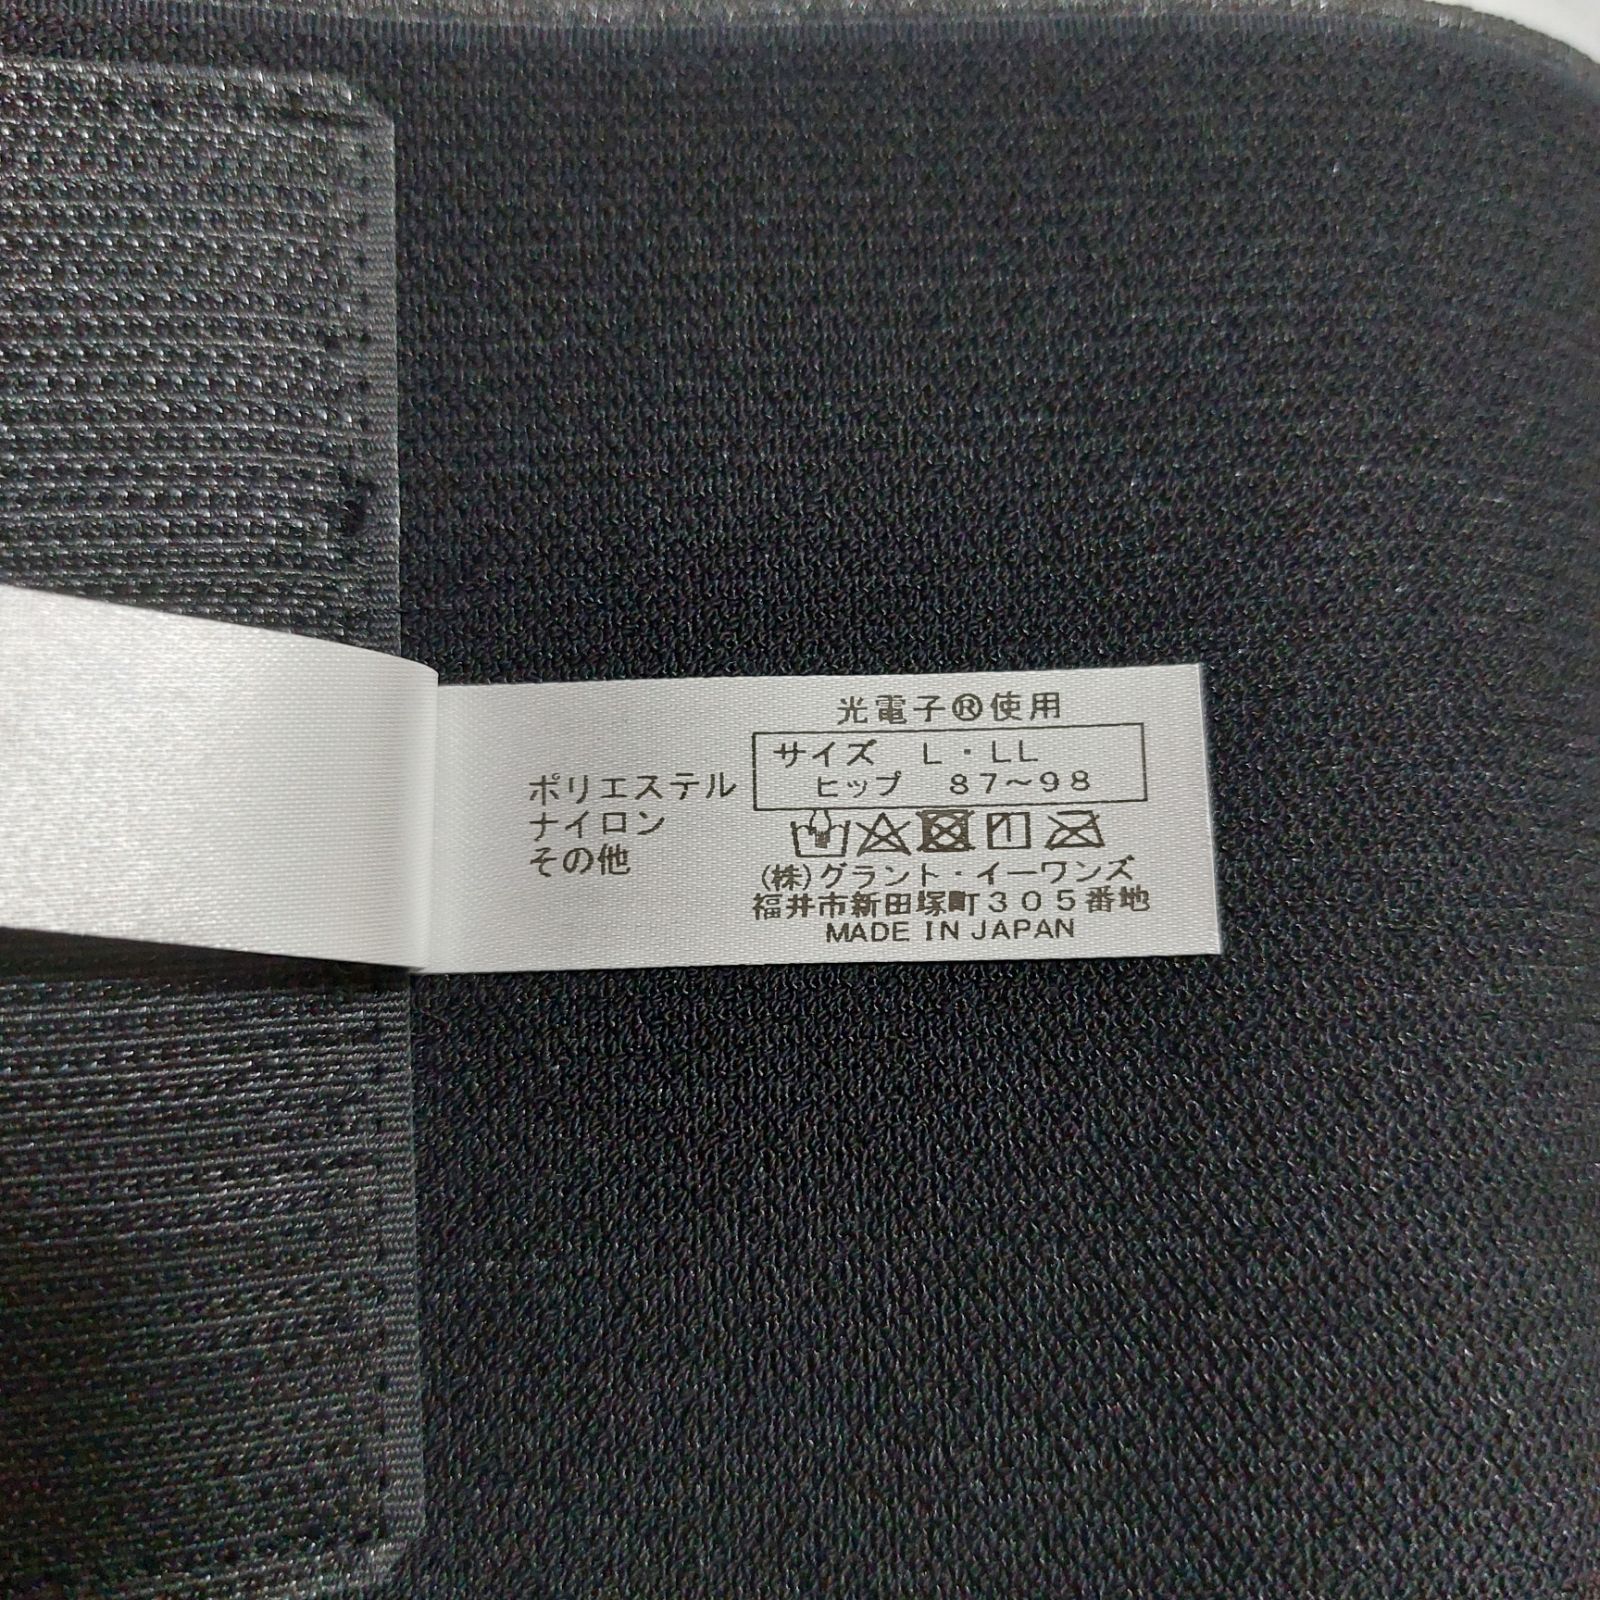 光電子®使用
サイズ L・LL
ヒップ 87～98
ポリエステル
ナイロン
その他
(株)グラント・イーワンズ
福井市新田塚町305番地
MADE IN JAPAN